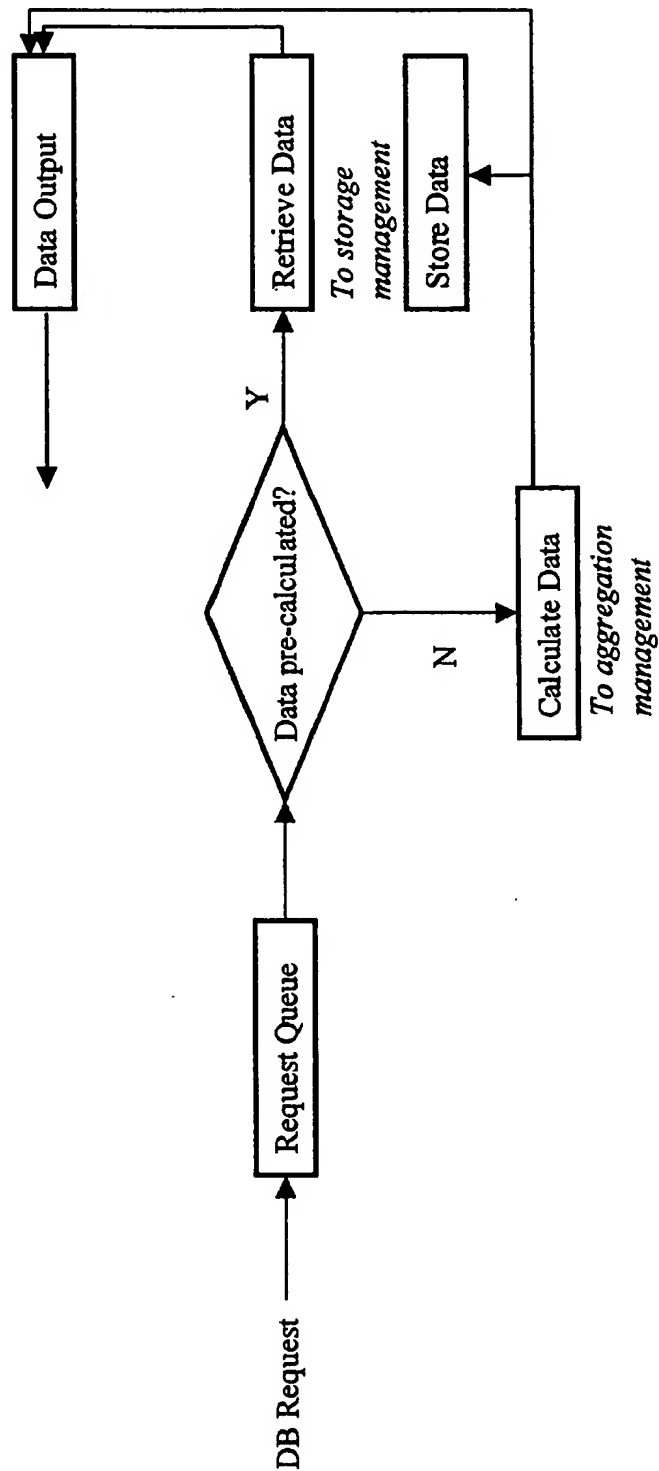 DB Request
Request Queue
Data pre-calculated?
Y
N
Retrieve Data
To storage
management
Store Data
Calculate Data
To aggregation
management
Data Output